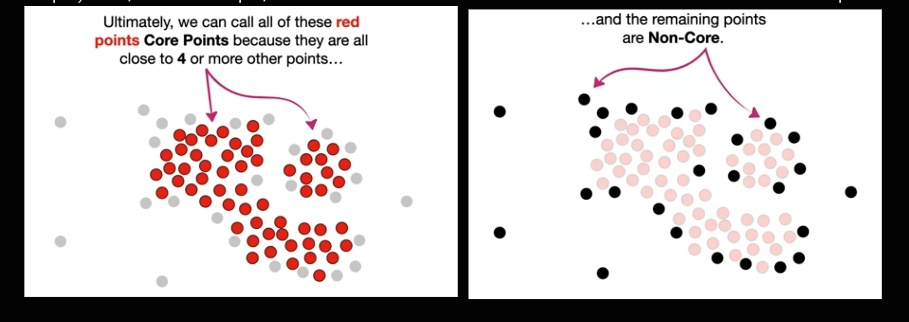 Ultimately, we can call all of these red
points Core Points because they are all
close to 4 or more other points…
…and the remaining points
are Non-Core.